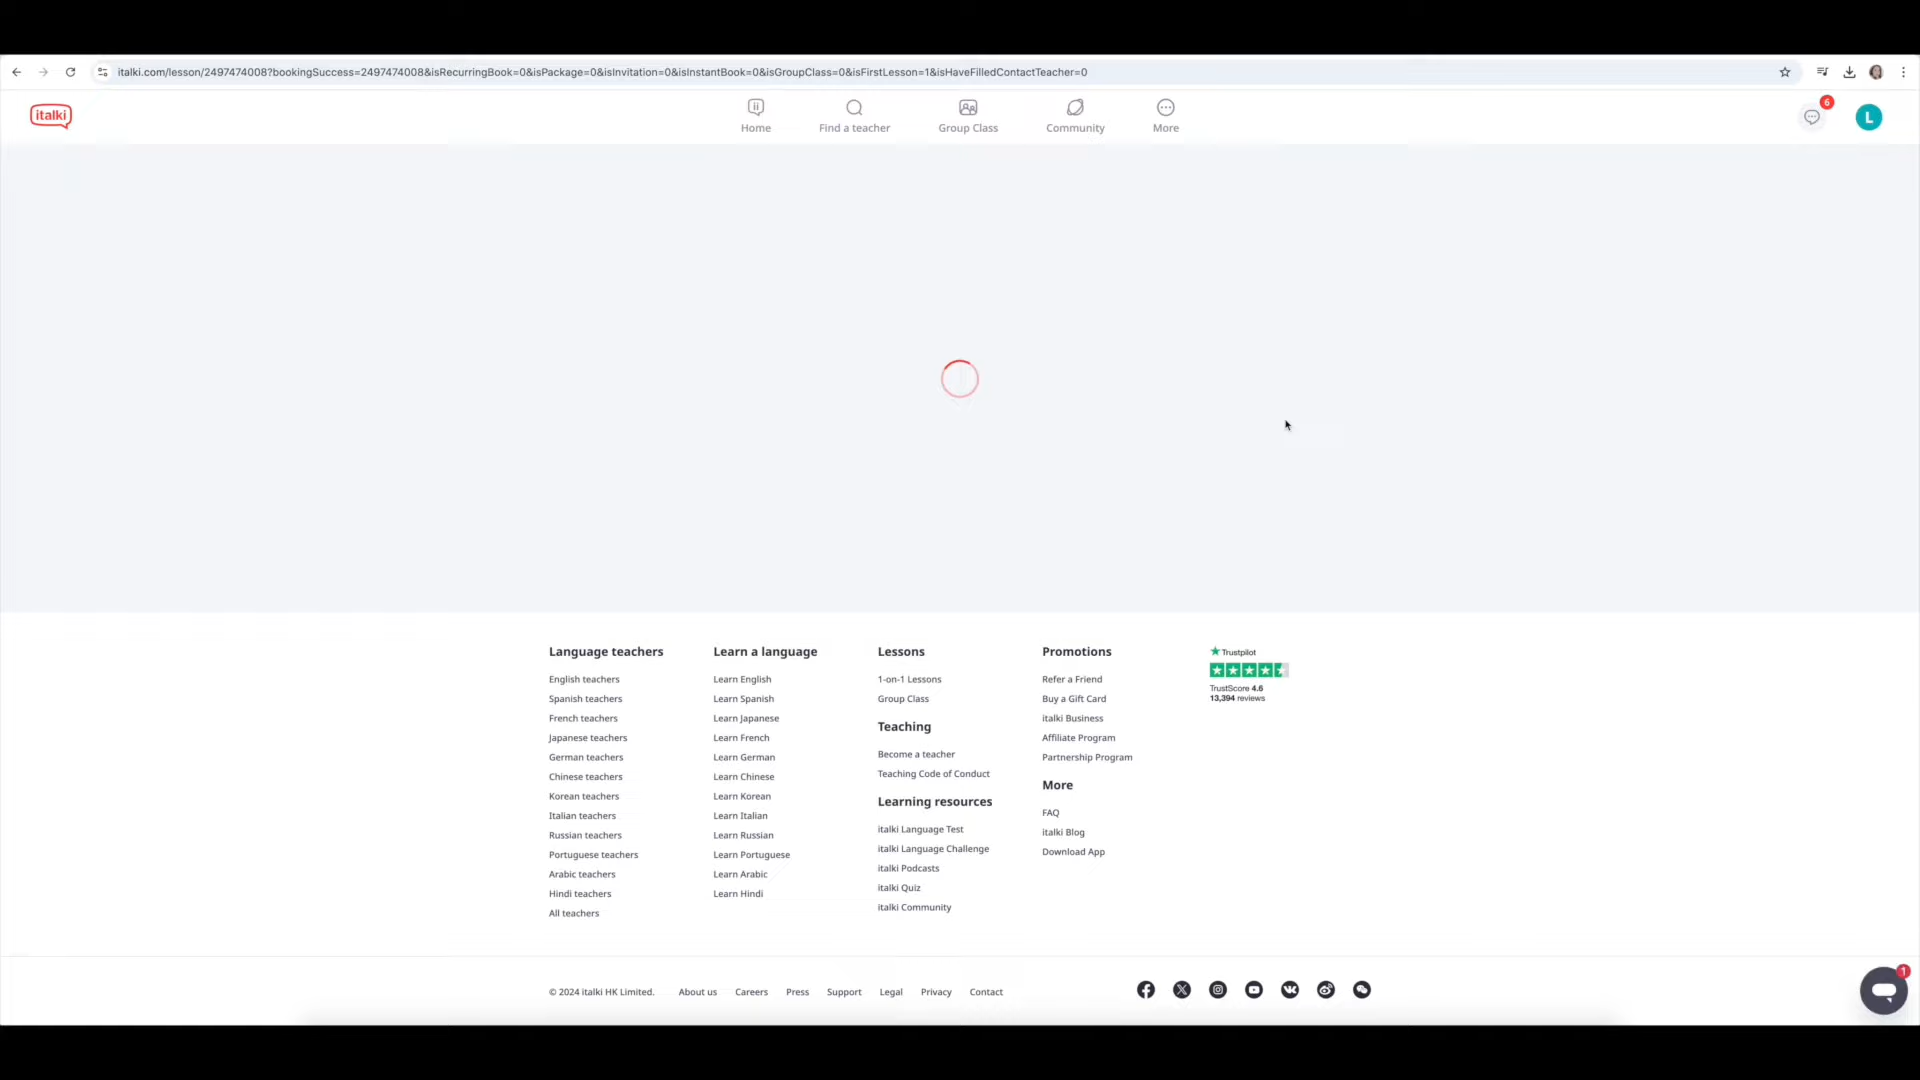 italki.com/lesson/2497474008?bookingSuccess=2497474008&isRecurringBook=0&isPackage=0&isInvitation=0&isInstantBook=0&isGroupClass=0&isFirstLesson=1&isHaveFilledContactTeacher=0
italki
Home
Find a teacher
Group Class
Community
More
6
L
Language teachers
English teachers
Spanish teachers
French teachers
Japanese teachers
German teachers
Chinese teachers
Korean teachers
Italian teachers
Russian teachers
Portuguese teachers
Arabic teachers
Hindi teachers
All teachers
Learn a language
Learn English
Learn Spanish
Learn Japanese
Learn French
Learn German
Learn Chinese
Learn Korean
Learn Italian
Learn Russian
Learn Portuguese
Learn Arabic
Learn Hindi
Lessons
1-on-1 Lessons
Group Class
Teaching
Become a teacher
Teaching Code of Conduct
Learning resources
italki Language Test
italki Language Challenge
italki Podcasts
italki Quiz
italki Community
Promotions
Refer a Friend
Buy a Gift Card
italki Business
Affiliate Program
Partnership Program
More
FAQ
italki Blog
Download App
Trustpilot
TrustScore 4.6
13,394 reviews
© 2024 italki HK Limited.
About us
Careers
Press
Support
Legal
Privacy
Contact
1